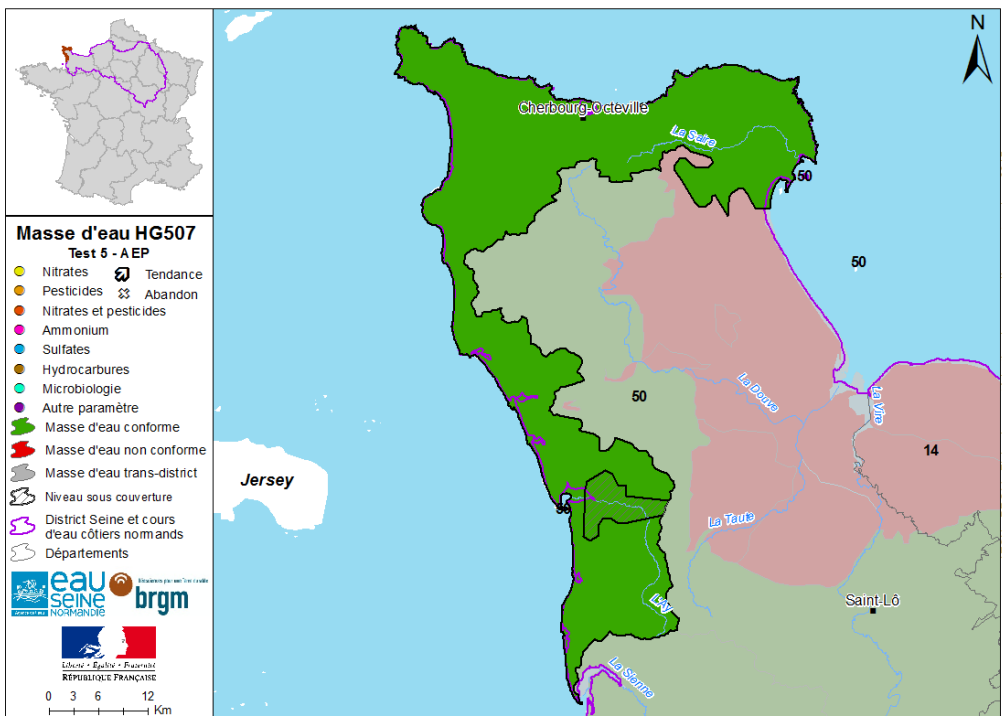 Masse d'eau HG507
Test 5 - AEP
Nitrates
Tendance
Pesticides
Abandon
Nitrates et pesticides
Ammonium
Sulfates
Hydrocarbures
Microbiologie
Autre paramètre
Masse d'eau conforme
Masse d'eau non conforme
Masse d'eau trans-district
Niveau sous couverture
District Seine et cours
d'eau côtiers normands
Départements
eau
SEINE
NORMANDIE
brgm
Liberté • Égalité • Fraternité
RÉPUBLIQUE FRANÇAISE
0 3 6 12
Km
N
Cherbourg-Octeville
La Saire
50
50
La Douve
50
La Vire
14
Jersey
La Taute
L'Ay
Saint-Lô
La Sienne